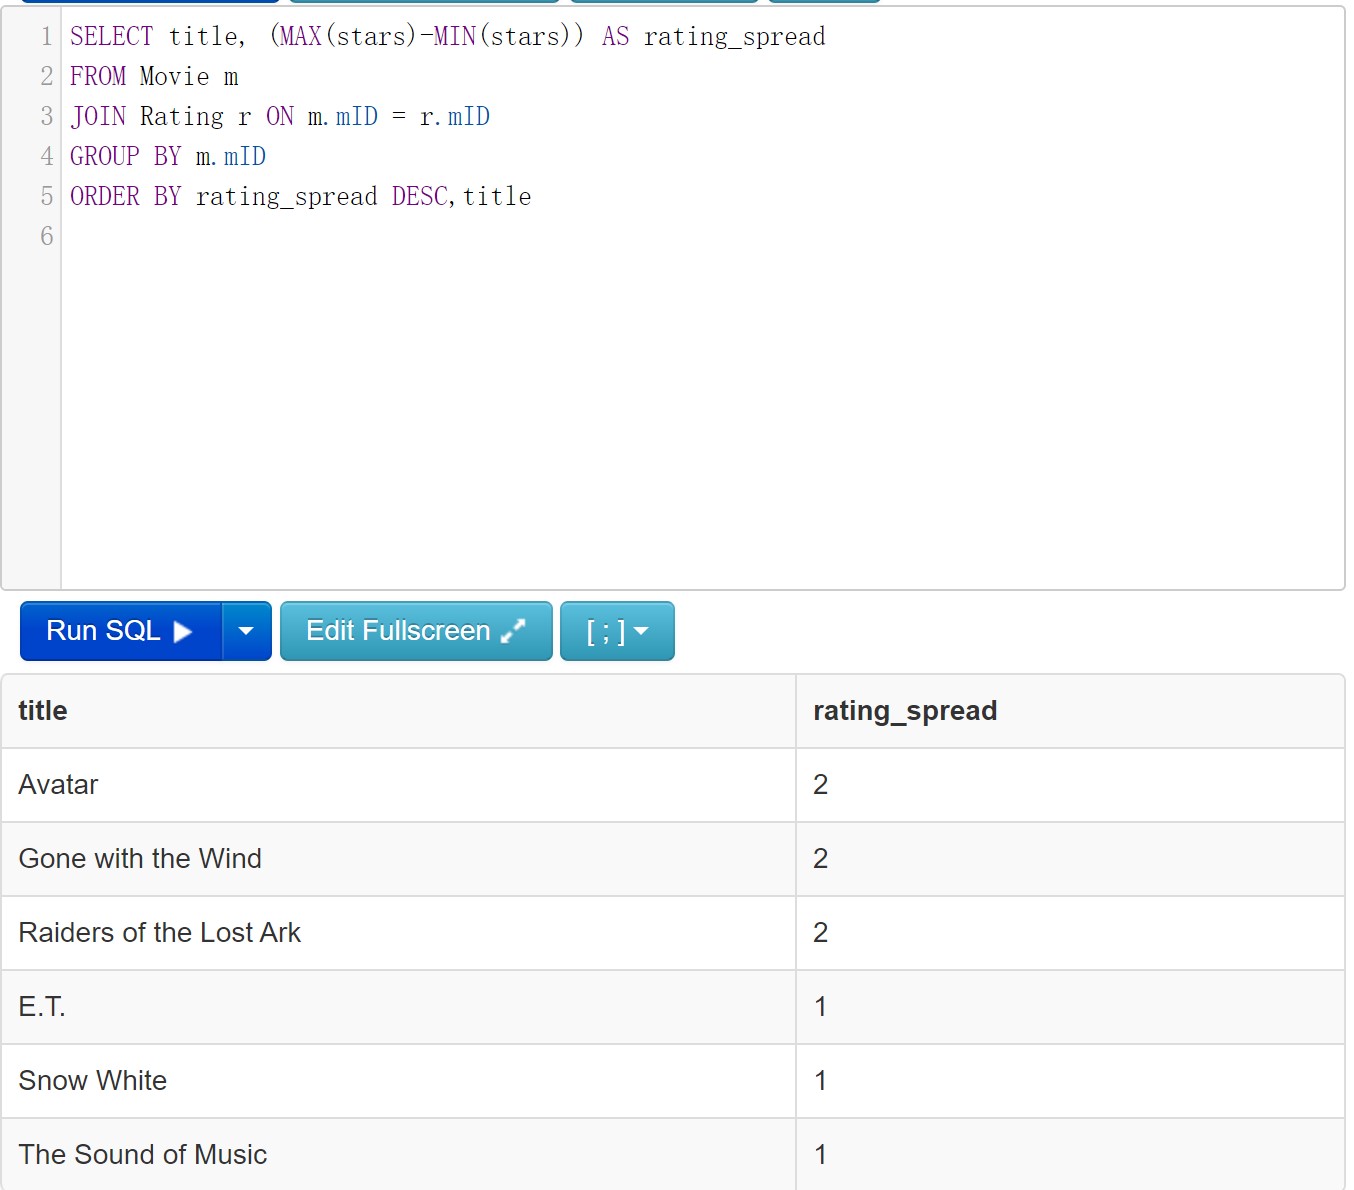 1 SELECT title, (MAX(stars)-MIN(stars)) AS rating_spread
2 FROM Movie m
3 JOIN Rating r ON m.mID = r.mID
4 GROUP BY m.mID
5 ORDER BY rating_spread DESC,title
6
Run SQL Edit Fullscreen [ ; ]
title rating_spread
Avatar 2
Gone with the Wind 2
Raiders of the Lost Ark 2
E.T. 1
Snow White 1
The Sound of Music 1